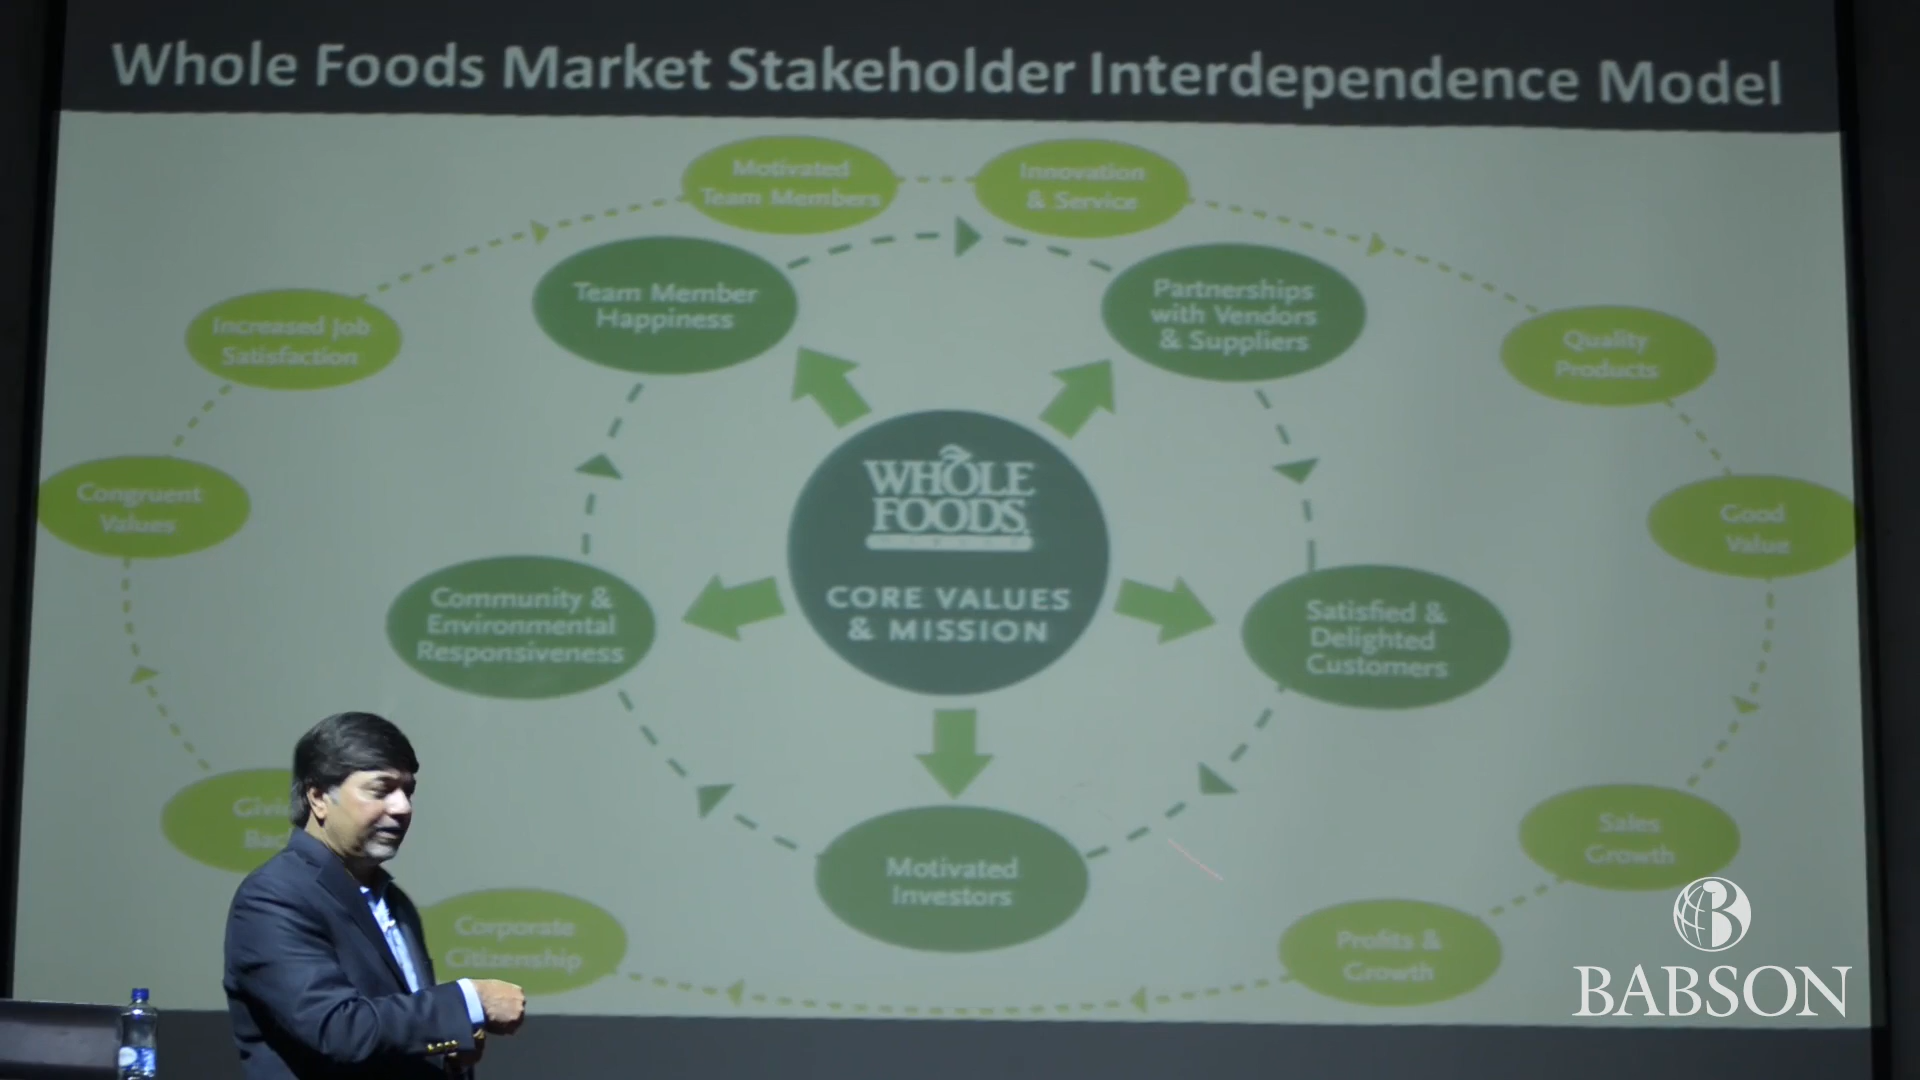 Whole Foods Market Stakeholder Interdependence Model
Motivated
Team Members
Innovation
& Service
Team Member
Happiness
Partnerships
with Vendors
& Suppliers
Increased Job
Satisfaction
Quality
Products
Congruent
Values
WHOLE
FOODS
CORE VALUES
& MISSION
Good
Value
Community &
Environmental
Responsiveness
Satisfied &
Delighted
Customers
Motivated
Investors
Sales
Growth
Corporate
Citizenship
Profits &
Growth
B
BABSON